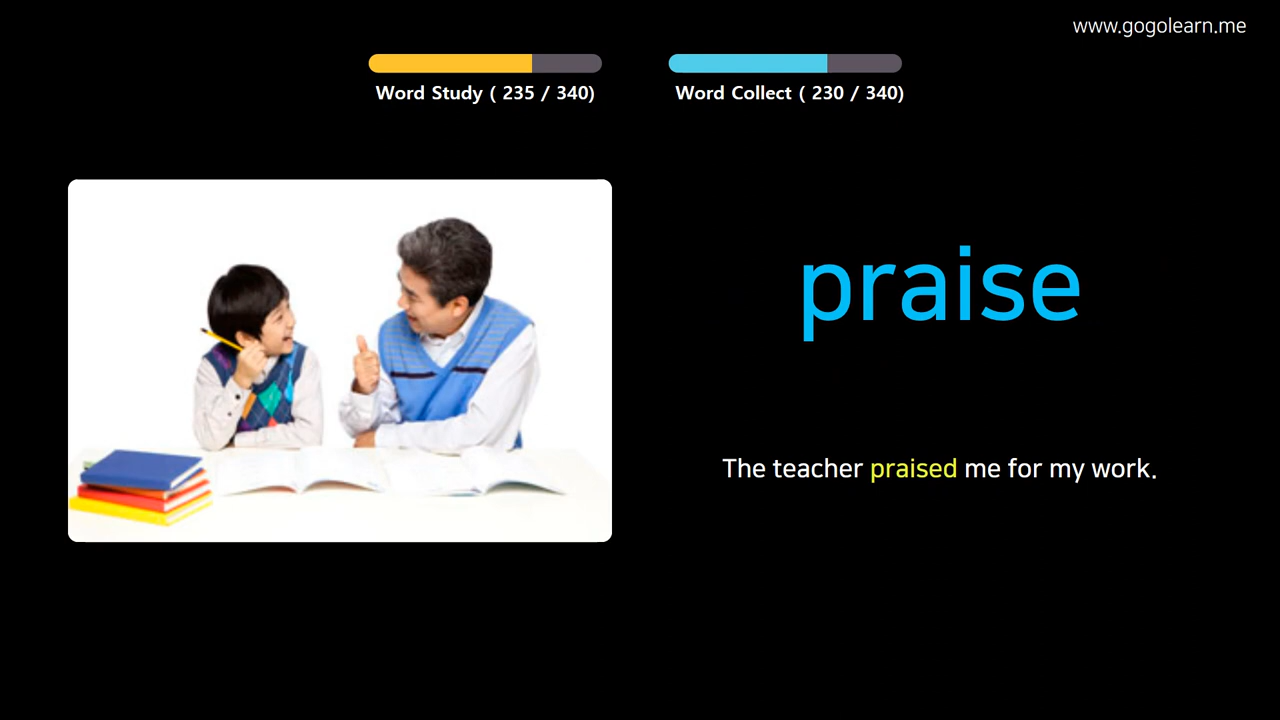 www.gogolearn.me
Word Study ( 235 / 340)
Word Collect ( 230 / 340)
praise
The teacher praised me for my work.